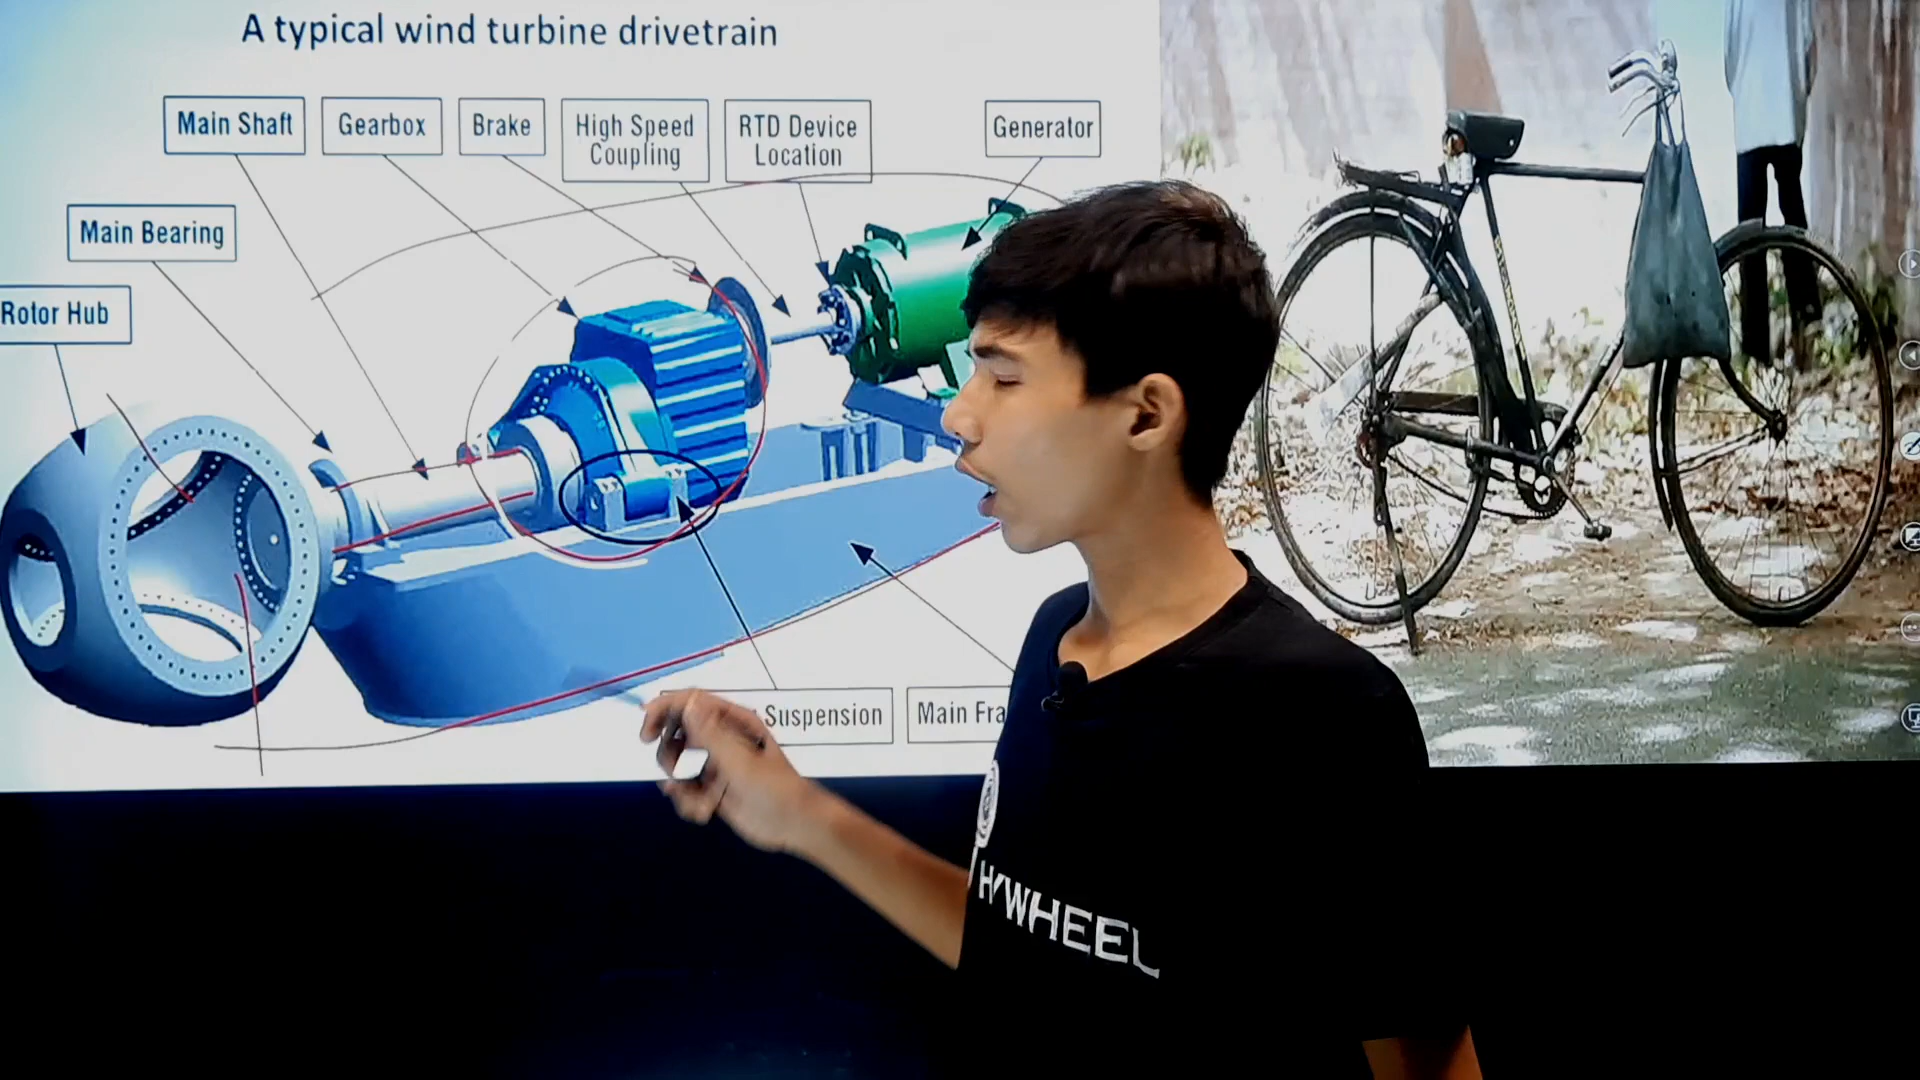 A typical wind turbine drivetrain
Main Shaft
Gearbox
Brake
High Speed
Coupling
RTD Device
Location
Generator
Main Bearing
Rotor Hub
Suspension
Main Fra
HYWHEEL